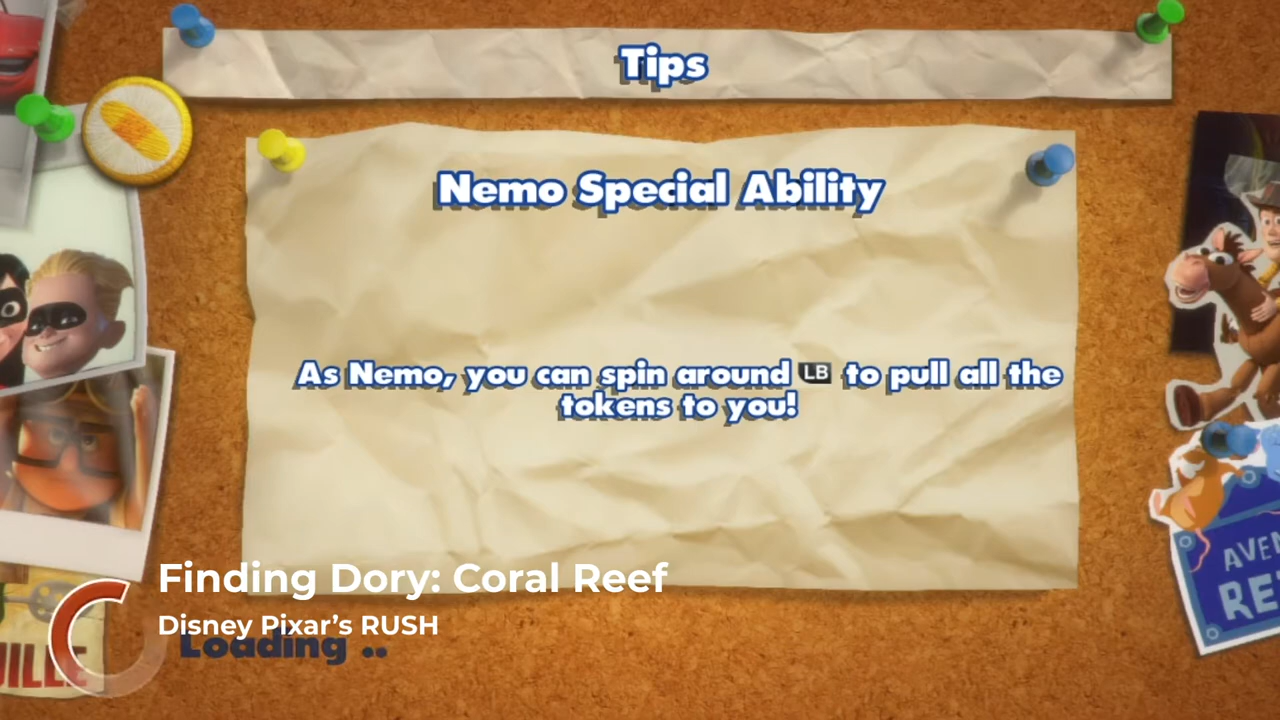 Tips
Nemo Special Ability
As Nemo, you can spin around LB to pull all the
tokens to you!
Finding Dory: Coral Reef
Disney Pixar’s RUSH
Loading ..